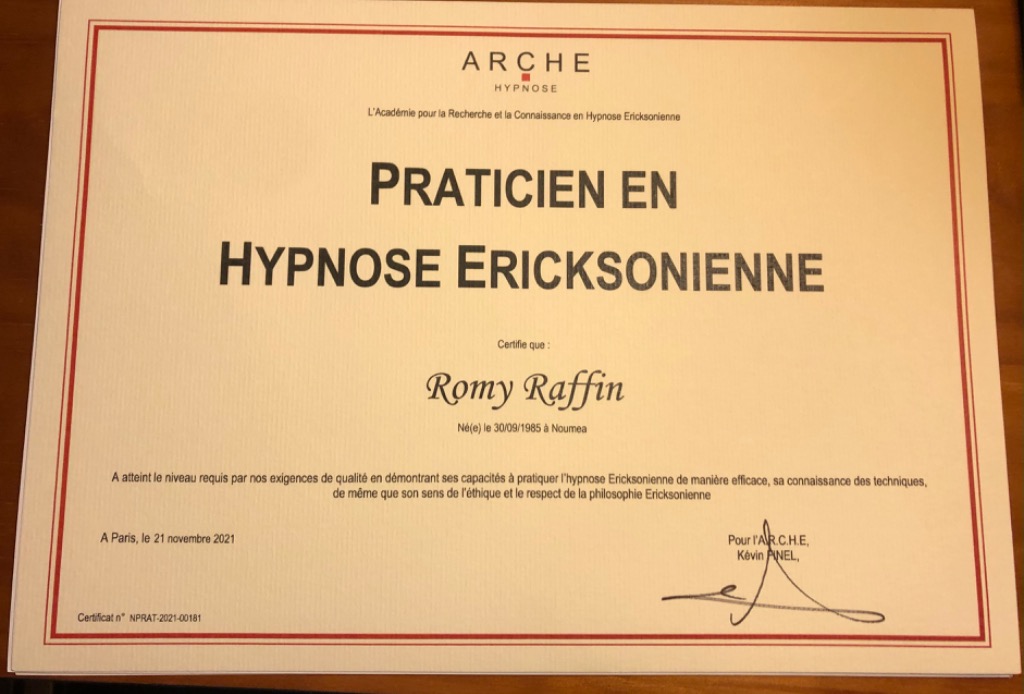 ARCHE
HYPNOSE
L'Académie pour la Recherche et la Connaissance en Hypnose Ericksonienne
PRATICIEN EN
HYPNOSE ERICKSONIENNE
Certifie que :
Romy Raffin
Né(e) le 30/09/1985 à Noumea
A atteint le niveau requis par nos exigences de qualité en démontrant ses capacités à pratiquer l'hypnose Ericksonienne de manière efficace, sa connaissance des techniques,
de même que son sens de l'éthique et le respect de la philosophie Ericksonienne
A Paris, le 21 novembre 2021
Pour l'A.R.C.H.E,
Kévin FINEL,
Certificat n° NPRAT-2021-00181